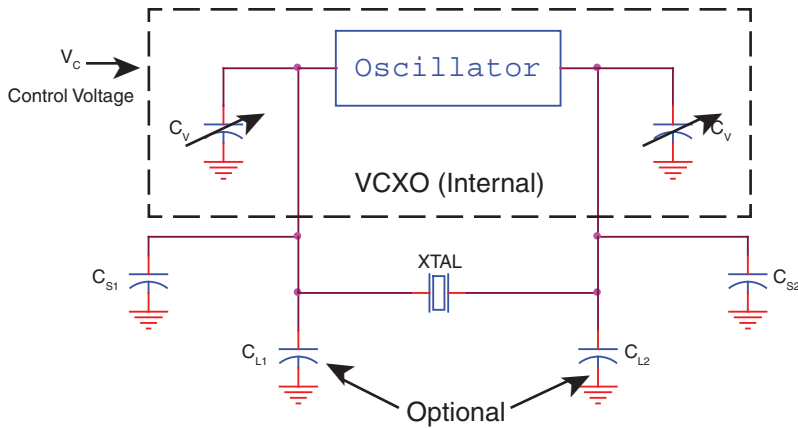 V_C
Control Voltage
Oscillator
C_V
C_V
VCXO (Internal)
C_S1
XTAL
C_S2
C_L1
C_L2
Optional